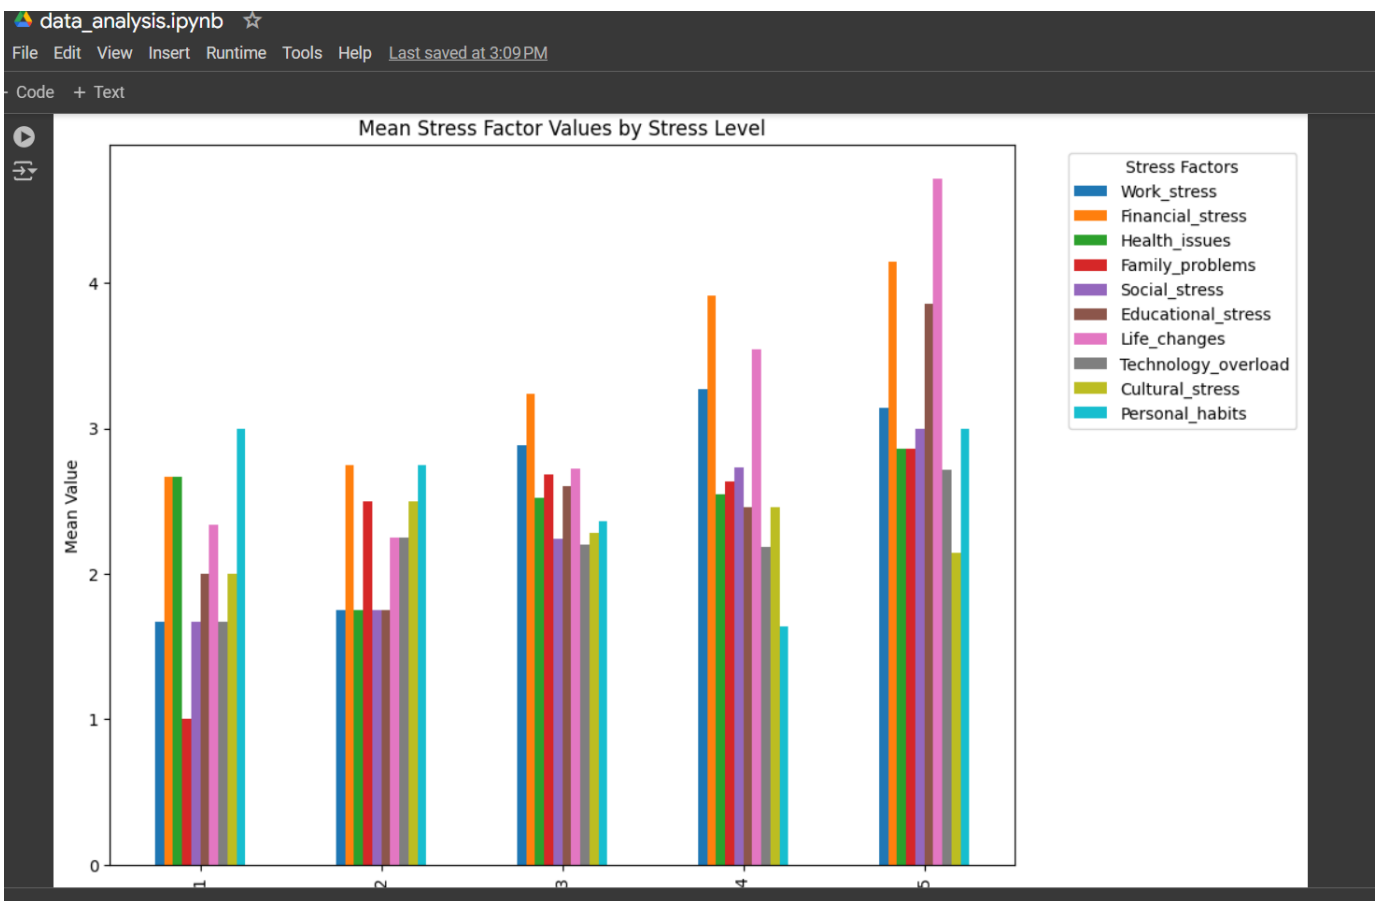 data_analysis.ipynb
File Edit View Insert Runtime Tools Help Last saved at 3:09 PM
Code + Text
Mean Stress Factor Values by Stress Level
Stress Factors
Work_stress
Financial_stress
Health_issues
Family_problems
Social_stress
Educational_stress
Life_changes
Technology_overload
Cultural_stress
Personal_habits
Mean Value
4
3
2
1
0
1 2 3 4 5